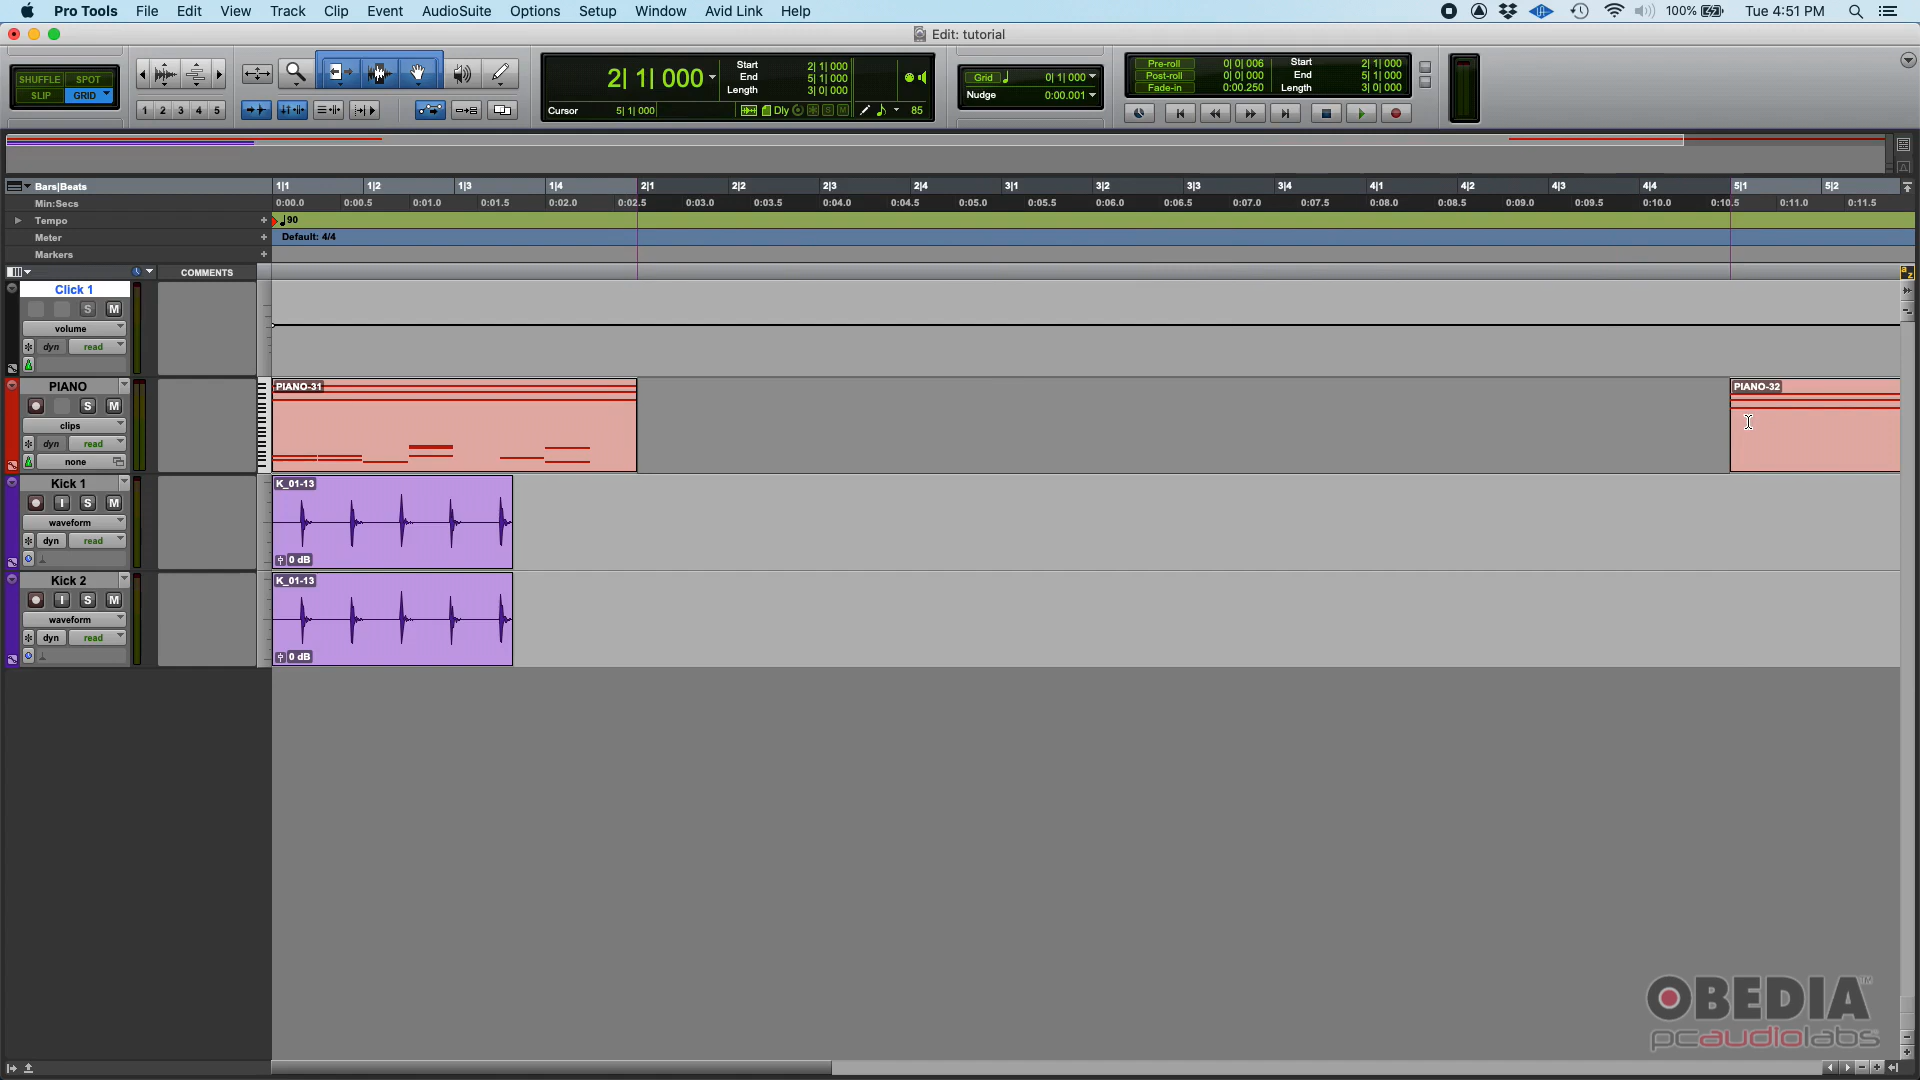 Pro Tools File Edit View Track Clip Event AudioSuite Options Setup Window Avid Link Help 100% Tue 4:51 PM
Edit: tutorial
SHUFFLE SPOT
SLIP GRID
1 2 3 4 5
2| 1| 000
Start 2| 1| 000
End 5| 1| 000
Length 3| 0| 000
Cursor 5| 1| 000 Dly S M 85
Grid 0| 1| 000
Nudge 0:00.001
Pre-roll 0| 0| 006 Start 2| 1| 000
Post-roll 0| 0| 000 End 5| 1| 000
Fade-in 0:00.250 Length 3| 0| 000
Bars|Beats 1|1 1|2 1|3 1|4 2|1 2|2 2|3 2|4 3|1 3|2 3|3 3|4 4|1 4|2 4|3 4|4 5|1 5|2
Min:Secs 0:00.0 0:00.5 0:01.0 0:01.5 0:02.0 0:02.5 0:03.0 0:03.5 0:04.0 0:04.5 0:05.0 0:05.5 0:06.0 0:06.5 0:07.0 0:07.5 0:08.0 0:08.5 0:09.0 0:09.5 0:10.0 0:10.5 0:11.0 0:11.5
Tempo + 90
Meter + Default: 4/4
Markers +
COMMENTS
a z
Click 1
S M
volume
dyn read
PIANO
S M
clips
dyn read
none
PIANO-31
PIANO-32
Kick 1
I S M
waveform
dyn read
K_01-13
0 dB
Kick 2
I S M
waveform
dyn read
K_01-13
0 dB
OBEDIA™
pcaudiolabs